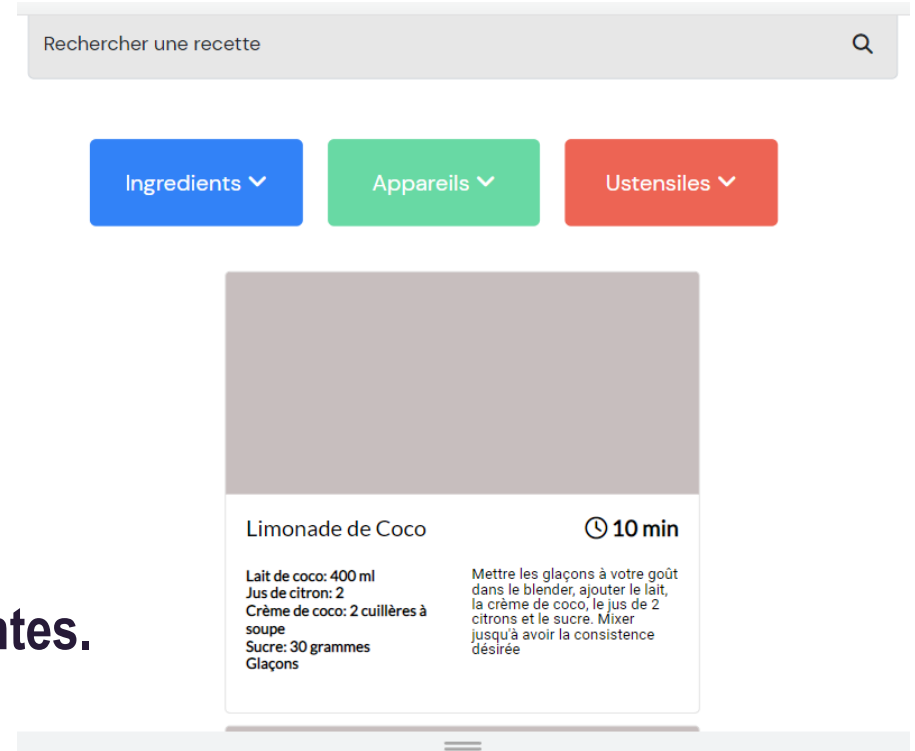 Rechercher une recette
Ingredients
Appareils
Ustensiles
Limonade de Coco
10 min
Lait de coco: 400 ml
Jus de citron: 2
Crème de coco: 2 cuillères à
soupe
Sucre: 30 grammes
Glaçons
Mettre les glaçons à votre goût
dans le blender, ajouter le lait,
la crème de coco, le jus de 2
citrons et le sucre. Mixer
jusqu'à avoir la consistence
désirée